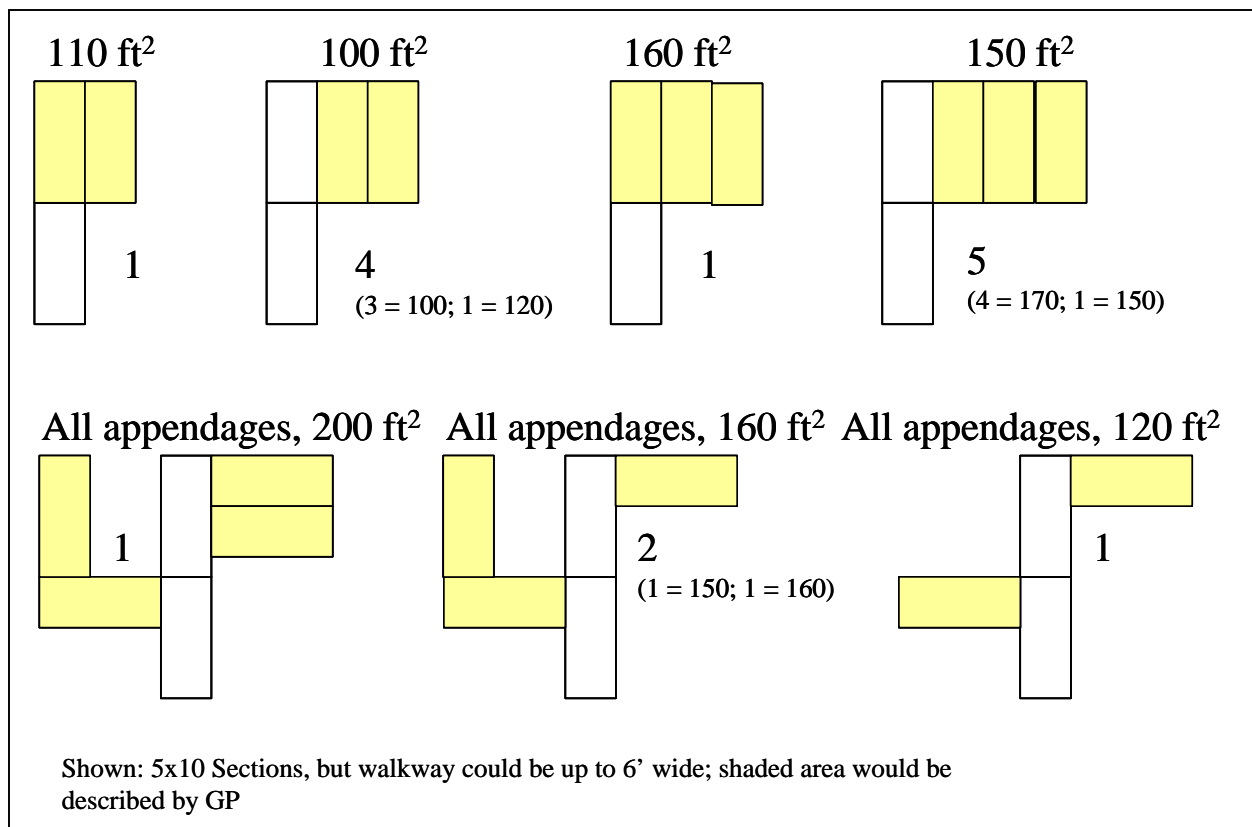 110 ft² 100 ft² 160 ft² 150 ft²
1 4 1 5
(3 = 100; 1 = 120) (4 = 170; 1 = 150)
All appendages, 200 ft² All appendages, 160 ft² All appendages, 120 ft²
1 2 1
(1 = 150; 1 = 160)
Shown: 5x10 Sections, but walkway could be up to 6’ wide; shaded area would be
described by GP